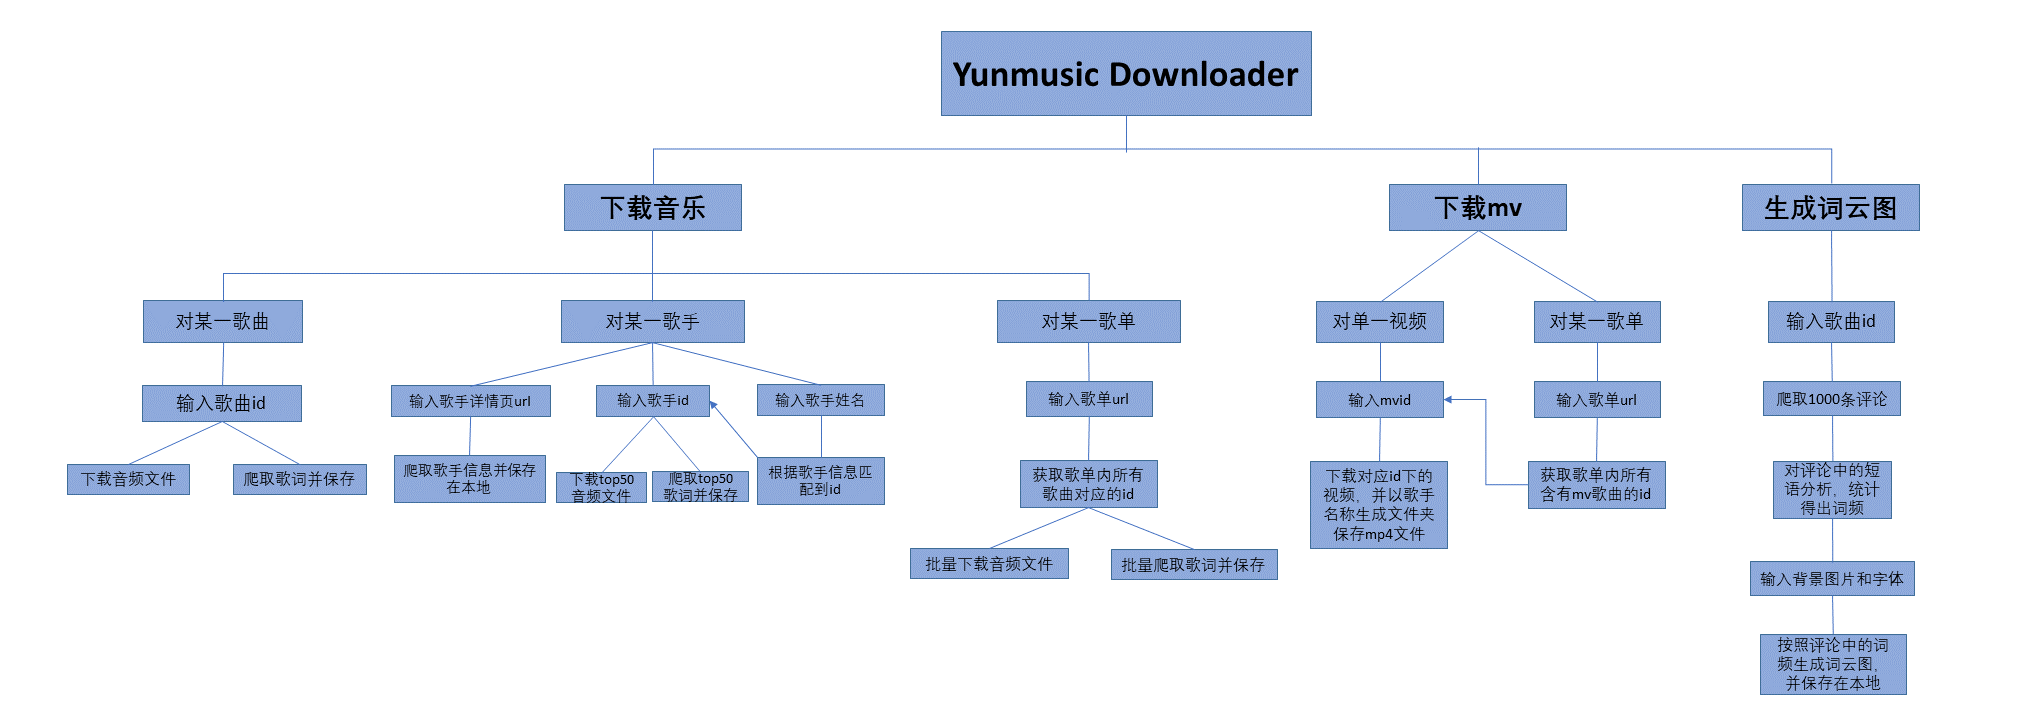 Yunmusic Downloader
下载音乐
下载mv
生成词云图
对某一歌曲
对某一歌手
对某一歌单
对单一视频
对某一歌单
输入歌曲id
输入歌曲id
输入歌手详情页url
输入歌手id
输入歌手姓名
输入歌单url
输入mvid
输入歌单url
爬取1000条评论
下载音频文件
爬取歌词并保存
爬取歌手信息并保存
在本地
下载top50
音频文件
爬取top50
歌词并保存
根据歌手信息匹
配到id
获取歌单内所有
歌曲对应的id
下载对应id下的
视频，并以歌手
名称生成文件夹
保存mp4文件
获取歌单内所有
含有mv歌曲的id
对评论中的短
语分析，统计
得出词频
批量下载音频文件
批量爬取歌词并保存
输入背景图片和字体
按照评论中的词
频生成词云图，
并保存在本地